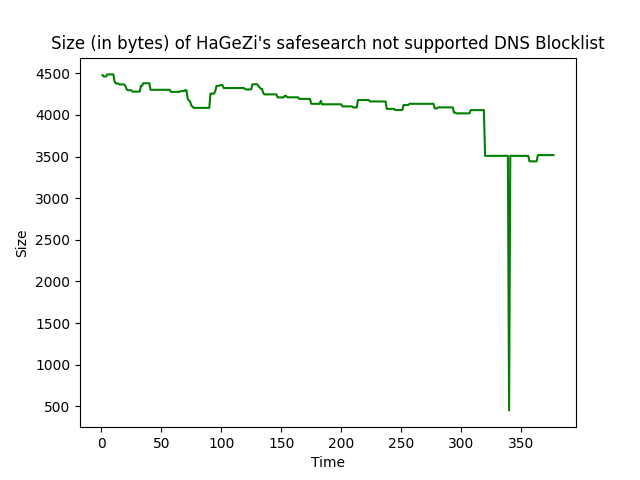 Size (in bytes) of HaGeZi's safesearch not supported DNS Blocklist
4500
4000
3500
3000
2500
2000
1500
1000
500
Size
0 50 100 150 200 250 300 350
Time